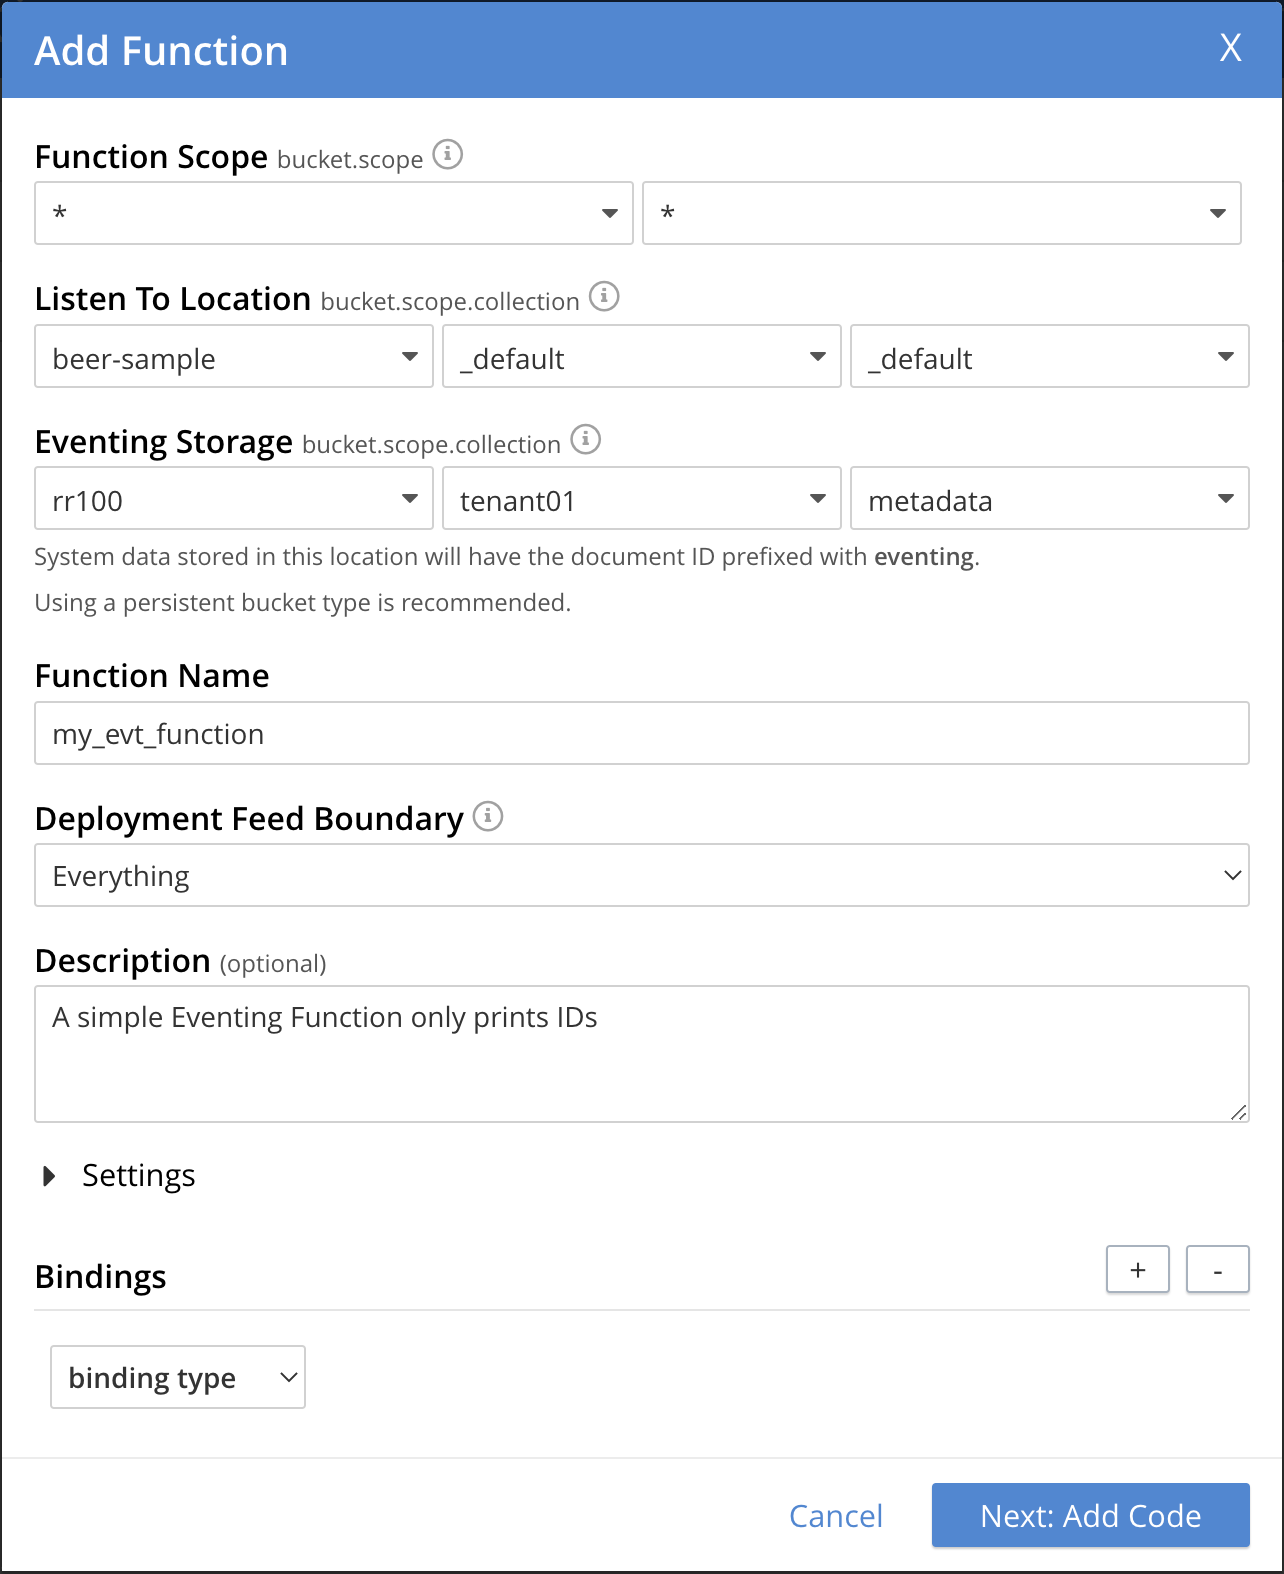 Add Function X
Function Scope bucket.scope
* *
Listen To Location bucket.scope.collection
beer-sample _default _default
Eventing Storage bucket.scope.collection
rr100 tenant01 metadata
System data stored in this location will have the document ID prefixed with eventing.
Using a persistent bucket type is recommended.
Function Name
my_evt_function
Deployment Feed Boundary
Everything
Description (optional)
A simple Eventing Function only prints IDs
Settings
Bindings + -
binding type
Cancel Next: Add Code